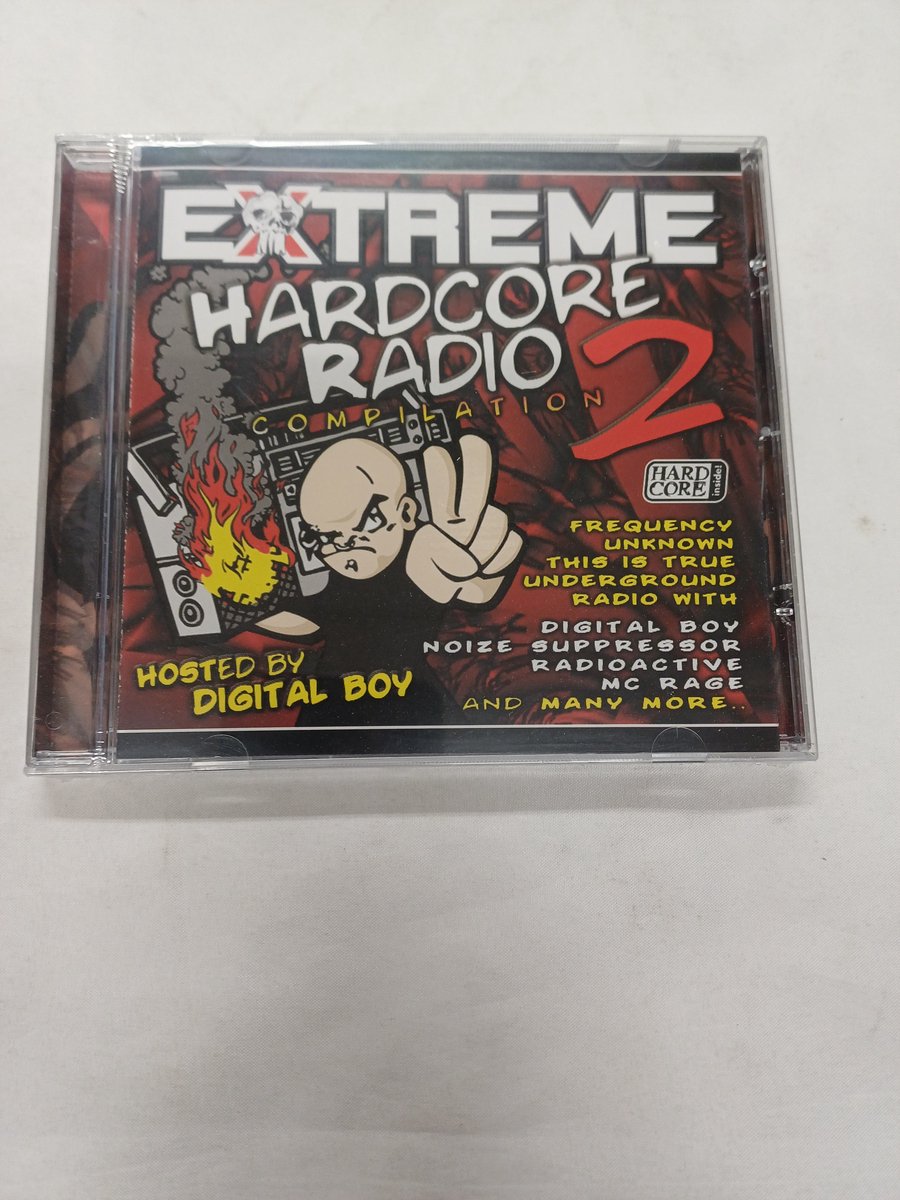 EXTREME
HARDCORE
RADIO 2
COMPILATION
HARD
CORE inside!
FREQUENCY
UNKNOWN
THIS IS TRUE
UNDERGROUND
RADIO WITH
DIGITAL BOY
NOIZE SUPPRESSOR
RADIOACTIVE
MC RAGE
AND MANY MORE..
HOSTED BY
DIGITAL BOY